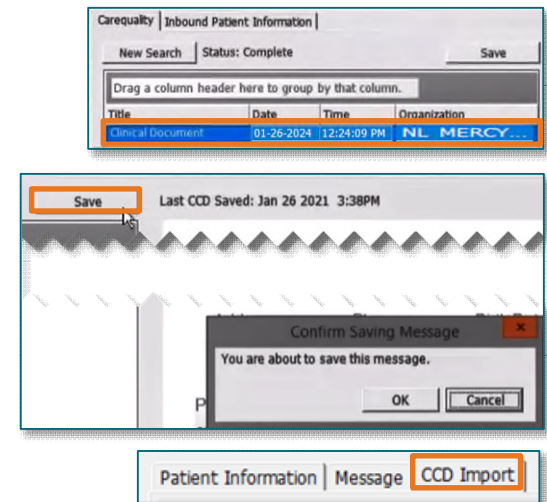 Carequality Inbound Patient Information
New Search Status: Complete Save
Drag a column header here to group by that column.
Title Date Time Organization
Clinical Document 01-26-2024 12:24:09 PM NL MERCY...
Save Last CCD Saved: Jan 26 2021 3:38PM
Confirm Saving Message
You are about to save this message.
OK Cancel
Patient Information Message CCD Import